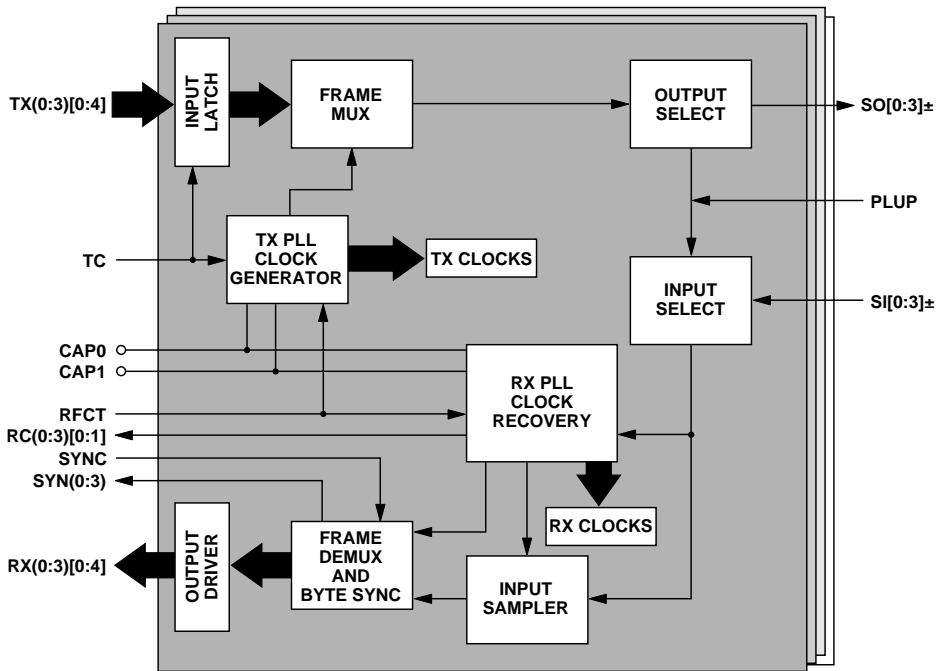 TX(0:3)[0:4]
INPUT
LATCH
FRAME
MUX
OUTPUT
SELECT
SO[0:3]±
PLUP
TC
TX PLL
CLOCK
GENERATOR
TX CLOCKS
INPUT
SELECT
SI[0:3]±
CAP0
CAP1
RX PLL
CLOCK
RECOVERY
RFCT
RC(0:3)[0:1]
SYNC
SYN(0:3)
RX CLOCKS
RX(0:3)[0:4]
OUTPUT
DRIVER
FRAME
DEMUX
AND
BYTE SYNC
INPUT
SAMPLER